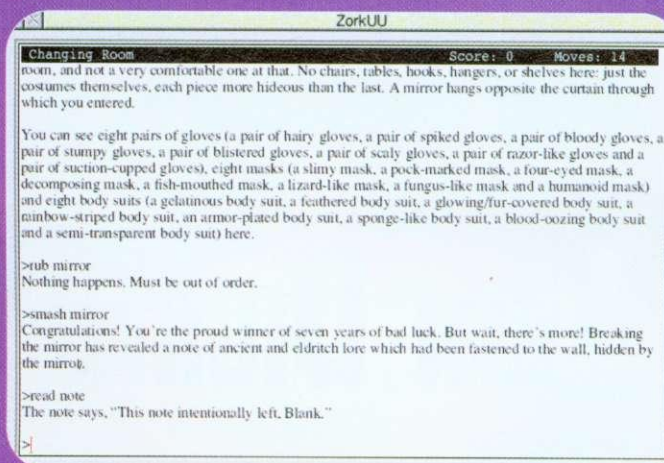 ZorkUU
Changing Room Score: 0 Moves: 14
room, and not a very comfortable one at that. No chairs, tables, hooks, hangers, or shelves here: just the
costumes themselves, each piece more hideous than the last. A mirror hangs opposite the curtain through
which you entered.
You can see eight pairs of gloves (a pair of hairy gloves, a pair of spiked gloves, a pair of bloody gloves, a
pair of stumpy gloves, a pair of blistered gloves, a pair of scaly gloves, a pair of razor-like gloves and a
pair of suction-cupped gloves), eight masks (a slimy mask, a pock-marked mask, a four-eyed mask, a
decomposing mask, a fish-mouthed mask, a lizard-like mask, a fungus-like mask and a humanoid mask)
and eight body suits (a gelatinous body suit, a feathered body suit, a glowing/fur-covered body suit, a
rainbow-striped body suit, an armor-plated body suit, a sponge-like body suit, a blood-oozing body suit
and a semi-transparent body suit) here.
>rub mirror
Nothing happens. Must be out of order.
>smash mirror
Congratulations! You're the proud winner of seven years of bad luck. But wait, there's more! Breaking
the mirror has revealed a note of ancient and eldritch lore which had been fastened to the wall, hidden by
the mirror.
>read note
The note says, "This note intentionally left. Blank."
>